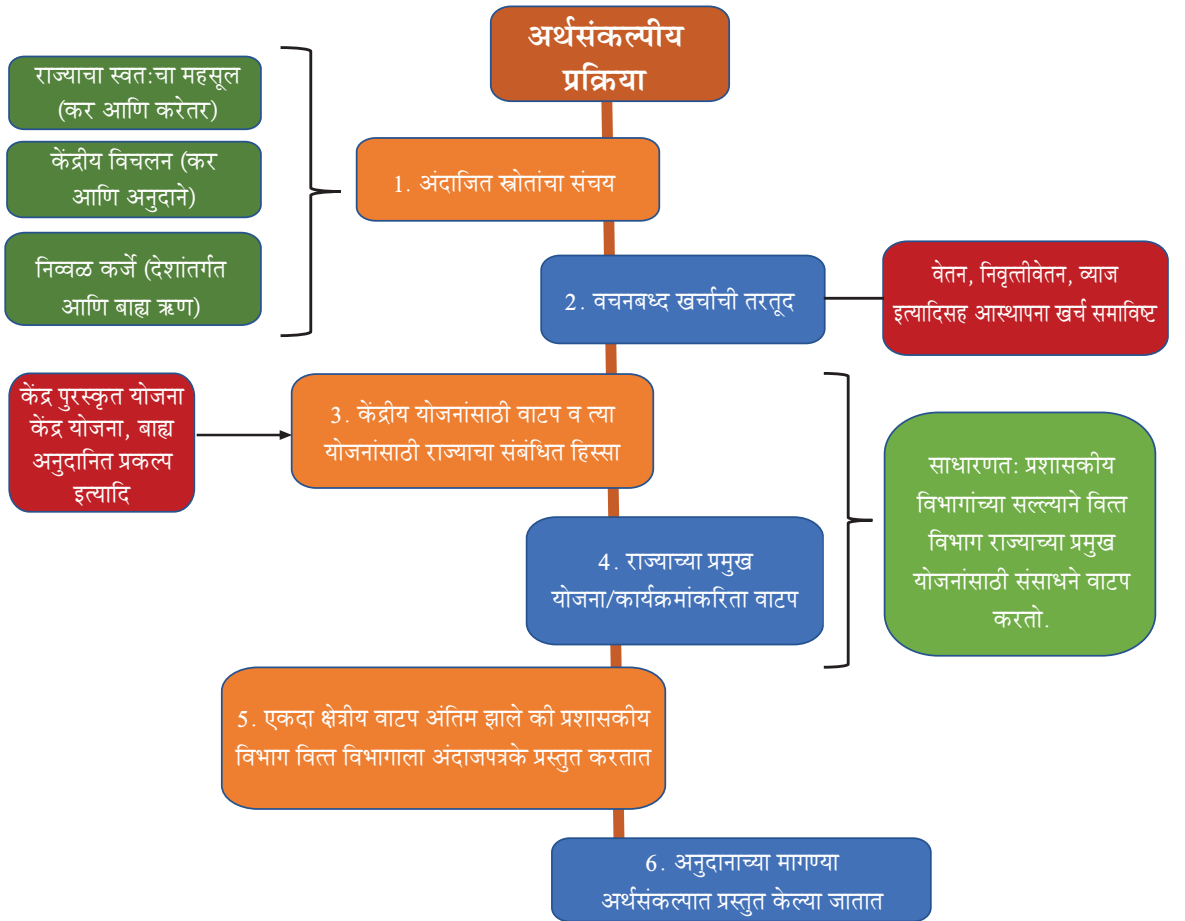 अर्थसंकल्पीय
प्रक्रिया
राज्याचा स्वत:चा महसूल
(कर आणि करेतर)
केंद्रीय विचलन (कर
आणि अनुदाने)
निव्वळ कर्जे (देशांतर्गत
आणि बाह्य ऋण)
1. अंदाजित स्त्रोतांचा संचय
2. वचनबध्द खर्चाची तरतूद
वेतन, निवृत्तीवेतन, व्याज
इत्यादिसह आस्थापना खर्च समाविष्ट
केंद्र पुरस्कृत योजना
केंद्र योजना, बाह्य
अनुदानित प्रकल्प
इत्यादि
3. केंद्रीय योजनांसाठी वाटप व त्या
योजनांसाठी राज्याचा संबंधित हिस्सा
4. राज्याच्या प्रमुख
योजना/कार्यक्रमांकरिता वाटप
साधारणत: प्रशासकीय
विभागांच्या सल्ल्याने वित्त
विभाग राज्याच्या प्रमुख
योजनांसाठी संसाधने वाटप
करतो.
5. एकदा क्षेत्रीय वाटप अंतिम झाले की प्रशासकीय
विभाग वित्त विभागाला अंदाजपत्रके प्रस्तुत करतात
6. अनुदानाच्या मागण्या
अर्थसंकल्पात प्रस्तुत केल्या जातात